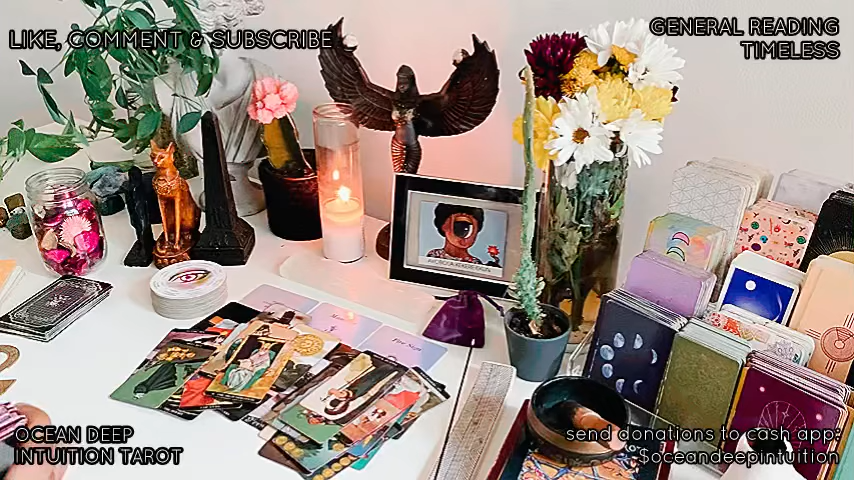 LIKE, COMMENT & SUBSCRIBE
GENERAL READING
TIMELESS
OCEAN DEEP
INTUITION TAROT
send donations to cash app:
$oceandeepintuition